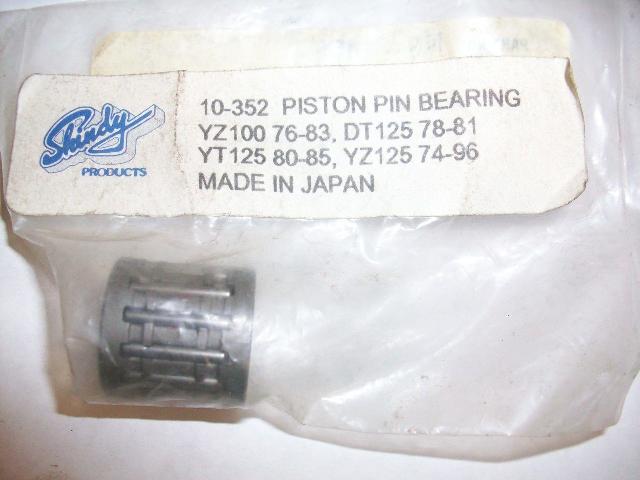 Shindy
PRODUCTS
10-352 PISTON PIN BEARING
YZ100 76-83, DT125 78-81
YT125 80-85, YZ125 74-96
MADE IN JAPAN